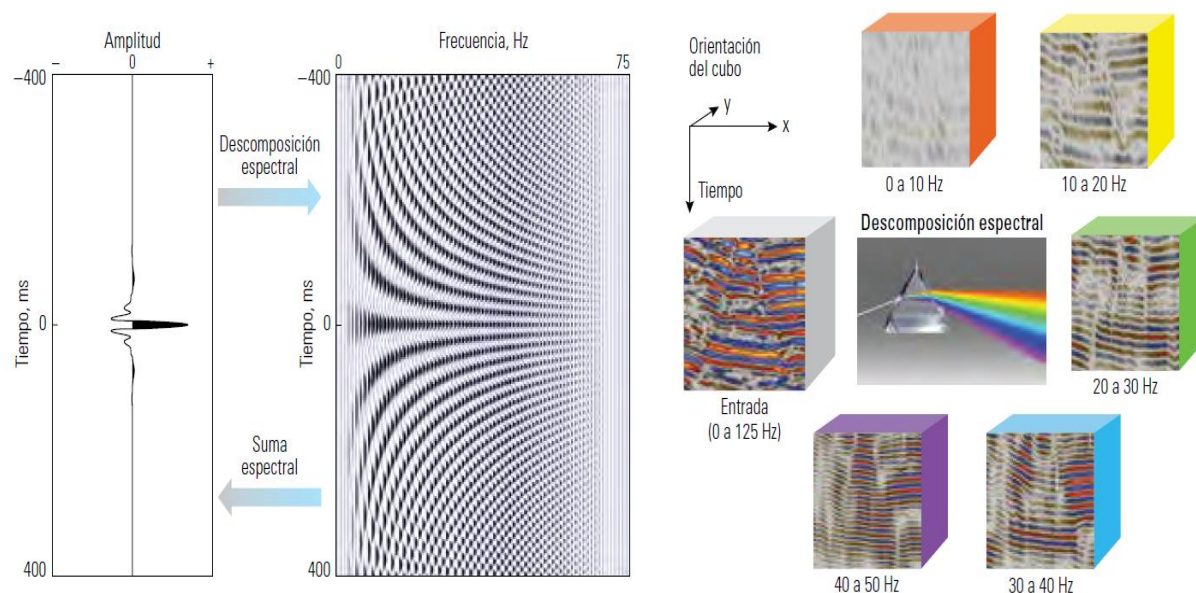 Amplitud
− 0 +
−400
Tiempo, ms
0
400
Descomposición
espectral
Suma
espectral
Frecuencia, Hz
0 75
−400
Tiempo, ms
0
400
Orientación
del cubo
y
x
Tiempo
0 a 10 Hz
10 a 20 Hz
Descomposición espectral
Entrada
(0 a 125 Hz)
20 a 30 Hz
40 a 50 Hz
30 a 40 Hz